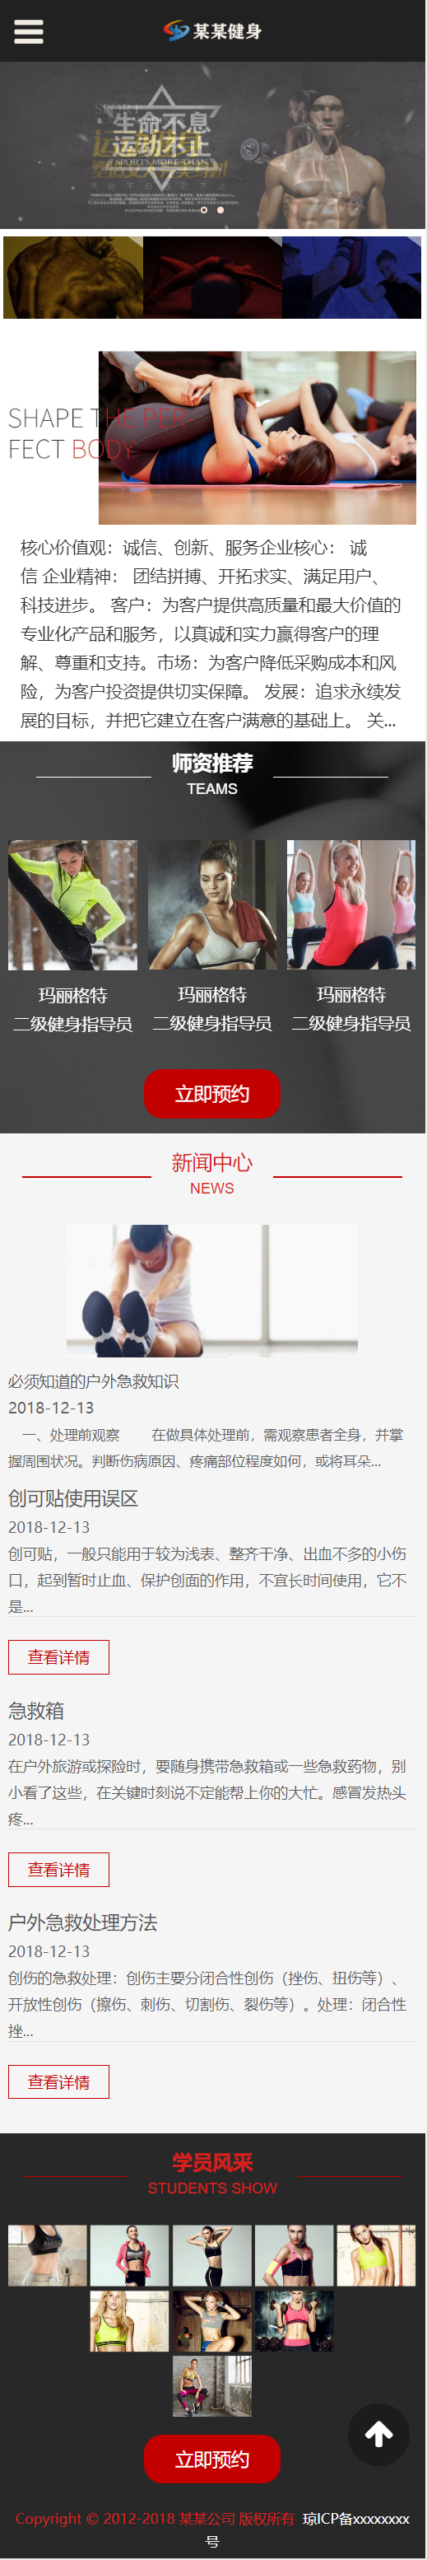 某某健身
生命不息
运动不止
SPORTS MORE THAN
SHAPE THE PER
FECT BODY
核心价值观：诚信、创新、服务企业核心： 诚
信 企业精神： 团结拼搏、开拓求实、满足用户、
科技进步。 客户：为客户提供高质量和最大价值的
专业化产品和服务，以真诚和实力赢得客户的理
解、尊重和支持。市场：为客户降低采购成本和风
险，为客户投资提供切实保障。 发展：追求永续发
展的目标，并把它建立在客户满意的基础上。 关...
师资推荐
TEAMS
玛丽格特 玛丽格特 玛丽格特
二级健身指导员 二级健身指导员 二级健身指导员
立即预约
新闻中心
NEWS
必须知道的户外急救知识
2018-12-13
一、处理前观察 在做具体处理前，需观察患者全身，并掌
握周围状况。判断伤病原因、疼痛部位程度如何，或将耳朵...
创可贴使用误区
2018-12-13
创可贴，一般只能用于较为浅表、整齐干净、出血不多的小伤
口，起到暂时止血、保护创面的作用，不宜长时间使用，它不
是...
查看详情
急救箱
2018-12-13
在户外旅游或探险时，要随身携带急救箱或一些急救药物，别
小看了这些，在关键时刻说不定能帮上你的大忙。感冒发热头
疼...
查看详情
户外急救处理方法
2018-12-13
创伤的急救处理：创伤主要分闭合性创伤（挫伤、扭伤等）、
开放性创伤（擦伤、刺伤、切割伤、裂伤等）。处理：闭合性
挫...
查看详情
学员风采
STUDENTS SHOW
立即预约
Copyright © 2012-2018 某某公司 版权所有 琼ICP备xxxxxxxx
号